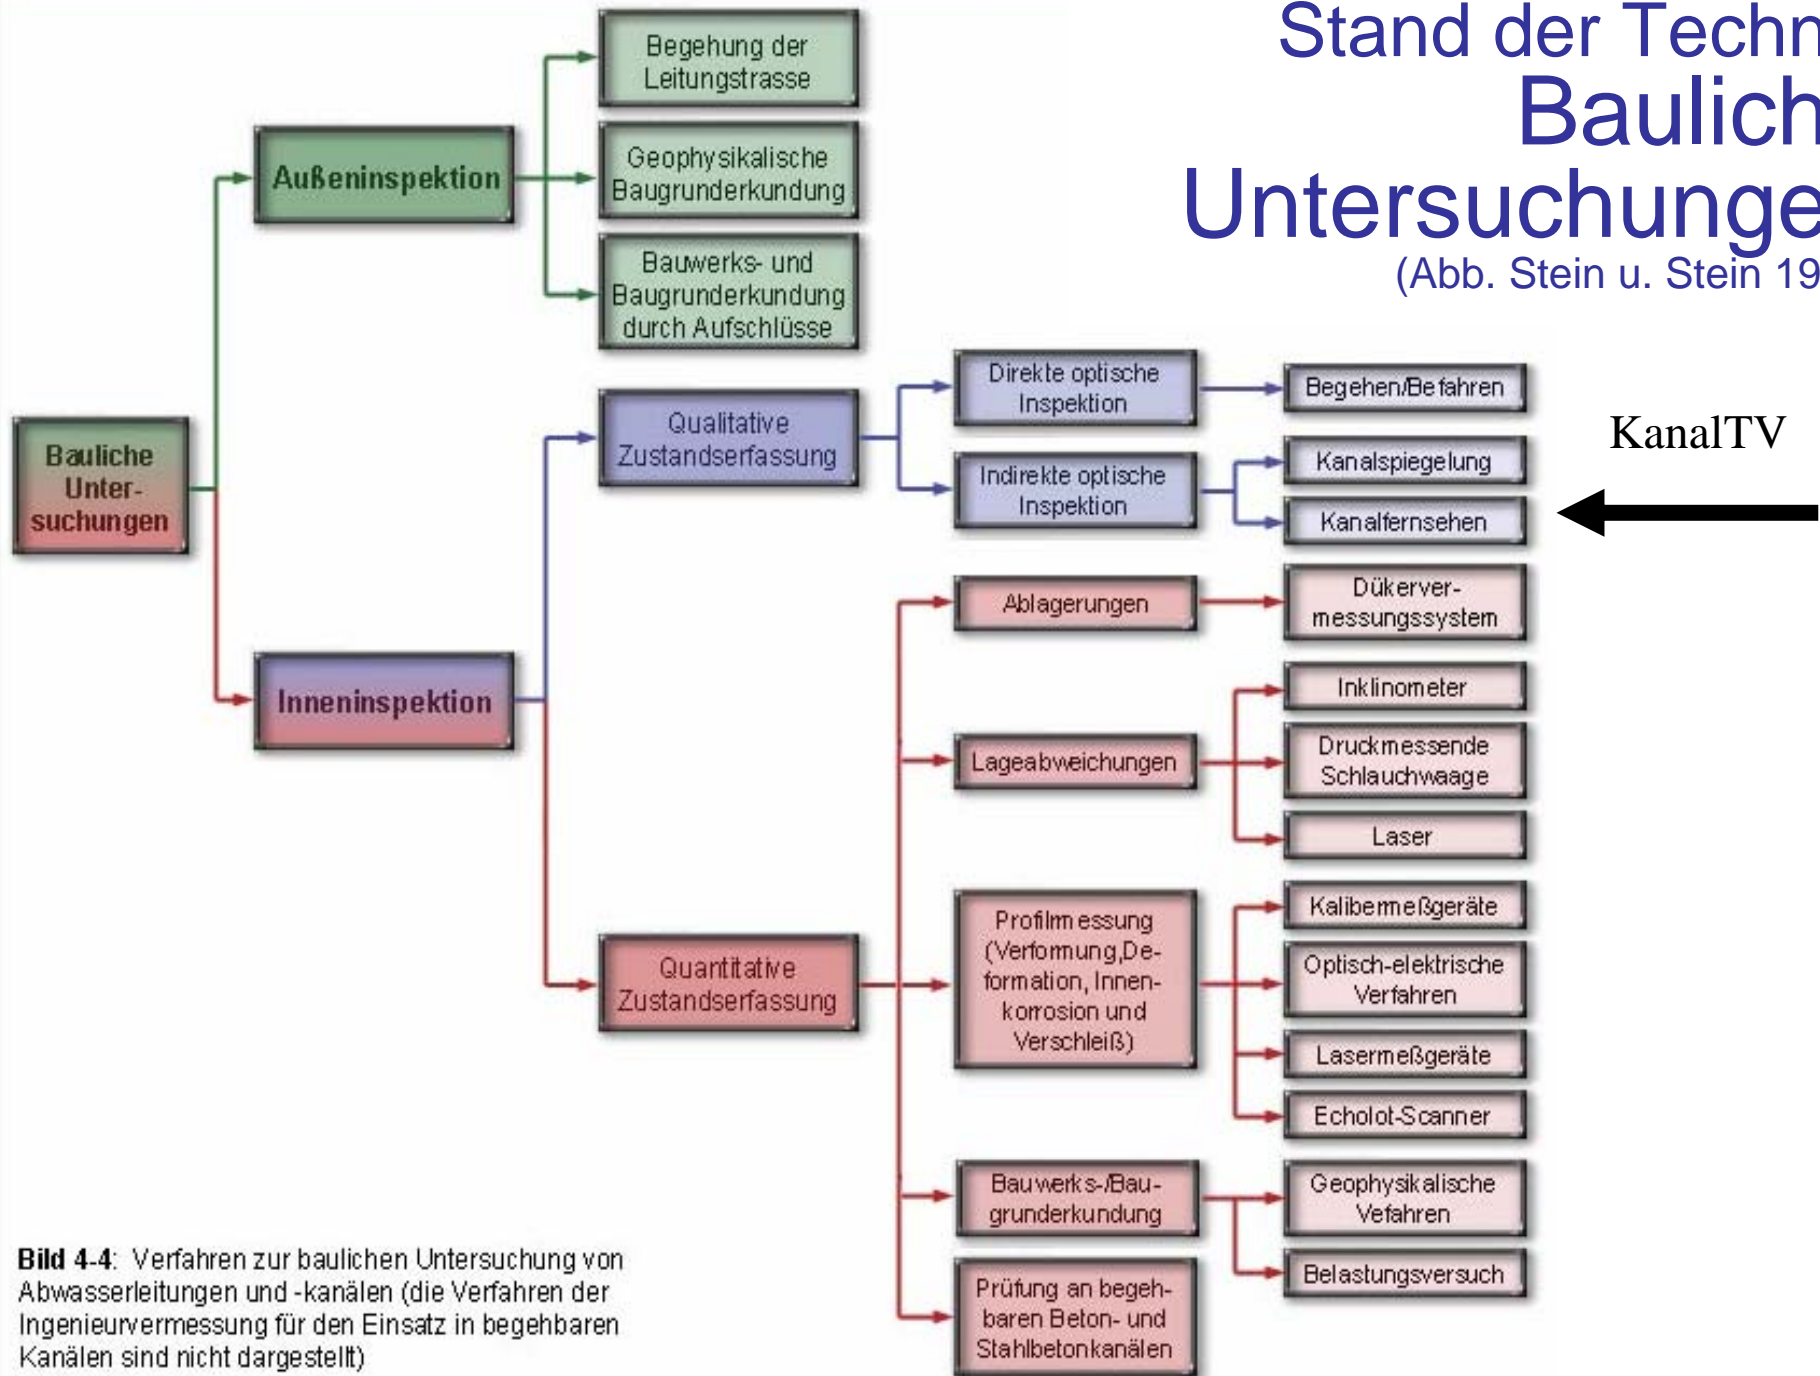 Stand der Techn
Baulich
Untersuchunge
(Abb. Stein u. Stein 19
Begehung der
Leitungstrasse
Außeninspektion
Geophysikalische
Baugrunderkundung
Bauwerks- und
Baugrunderkundung
durch Aufschlüsse
Bauliche
Unter-
suchungen
Qualitative
Zustandserfassung
Direkte optische
Inspektion
Begehen/Befahren
KanalTV
Indirekte optische
Inspektion
Kanalspiegelung
Kanalfernsehen
Inneninspektion
Ablagerungen
Dükerver-
messungssystem
Lageabweichungen
Inklinometer
Druckmessende
Schlauchwaage
Laser
Quantitative
Zustandserfassung
Profilmessung
(Verformung,De-
formation, Innen-
korrosion und
Verschleiß)
Kalibermeßgeräte
Optisch-elektrische
Verfahren
Lasermeßgeräte
Echolot-Scanner
Bauwerks-/Bau-
grunderkundung
Geophysikalische
Vefahren
Belastungsversuch
Prüfung an begeh-
baren Beton- und
Stahlbetonkanälen
Bild 4-4: Verfahren zur baulichen Untersuchung von
Abwasserleitungen und -kanälen (die Verfahren der
Ingenieurvermessung für den Einsatz in begehbaren
Kanälen sind nicht dargestellt)